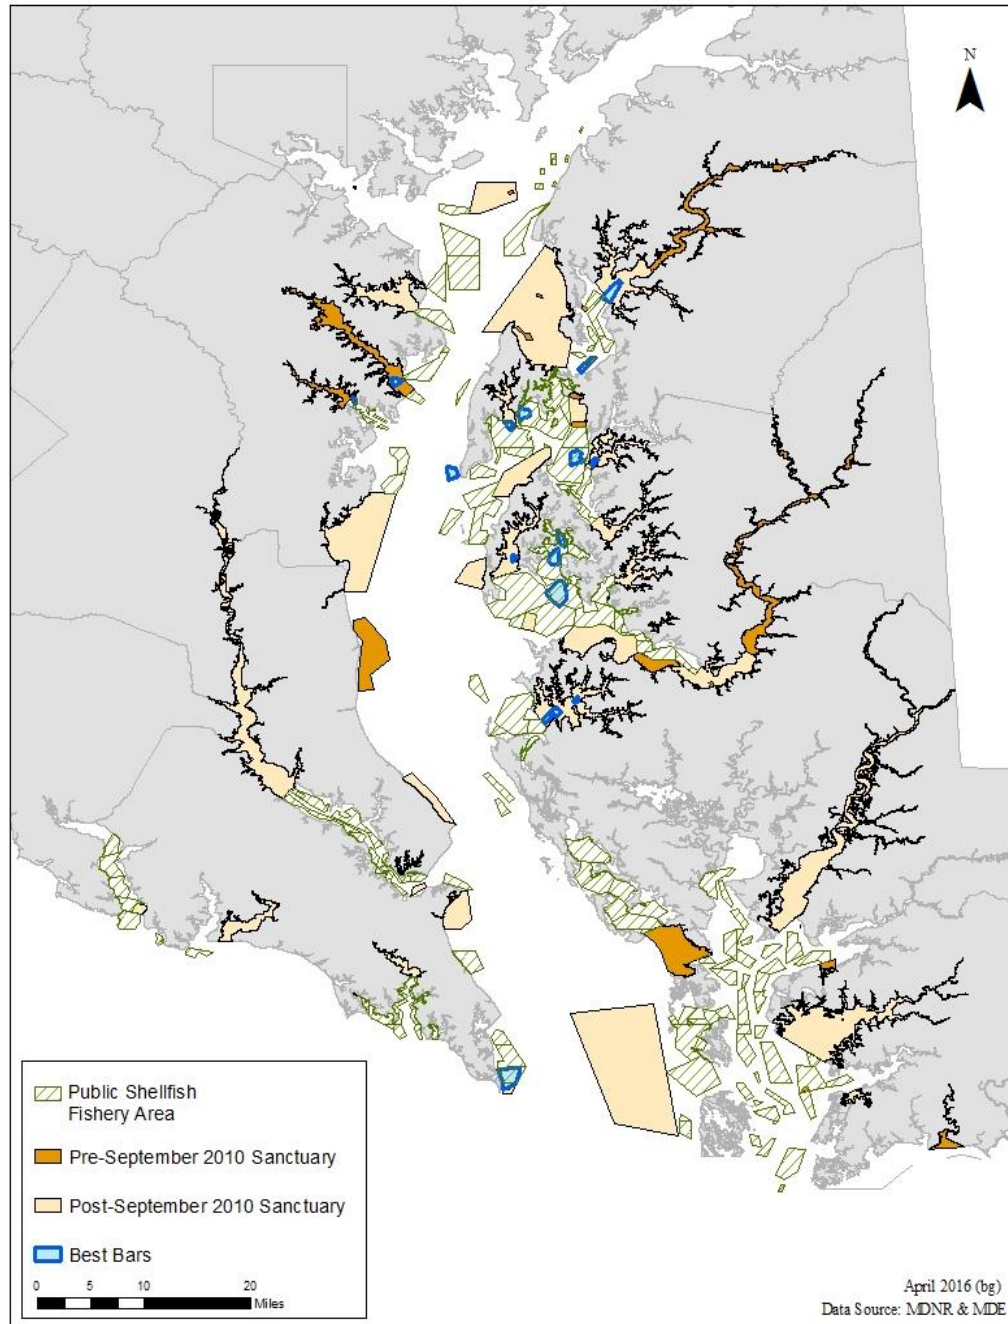 N
Public Shellfish
Fishery Area
Pre-September 2010 Sanctuary
Post-September 2010 Sanctuary
Best Bars
0 5 10 20
Miles
April 2016 (bg)
Data Source: MDNR & MDE